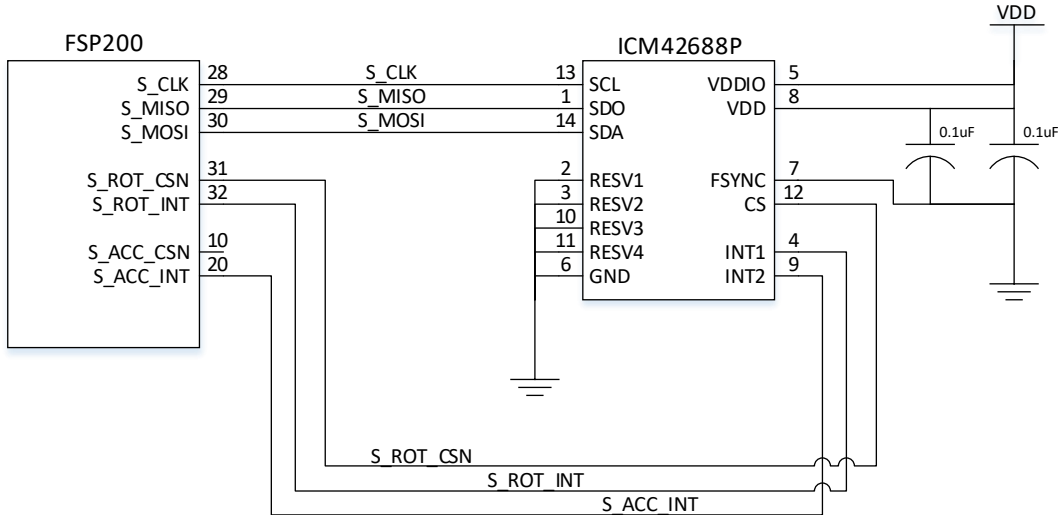 VDD
FSP200
ICM42688P
S_CLK 28 S_CLK 13 SCL VDDIO 5
S_MISO 29 S_MISO 1 SDO VDD 8
S_MOSI 30 S_MOSI 14 SDA
0.1uF 0.1uF
S_ROT_CSN 31 2 RESV1 FSYNC 7
S_ROT_INT 32 3 RESV2 CS 12
10 RESV3
S_ACC_CSN 10 11 RESV4 INT1 4
S_ACC_INT 20 6 GND INT2 9
S_ROT_CSN
S_ROT_INT
S_ACC_INT